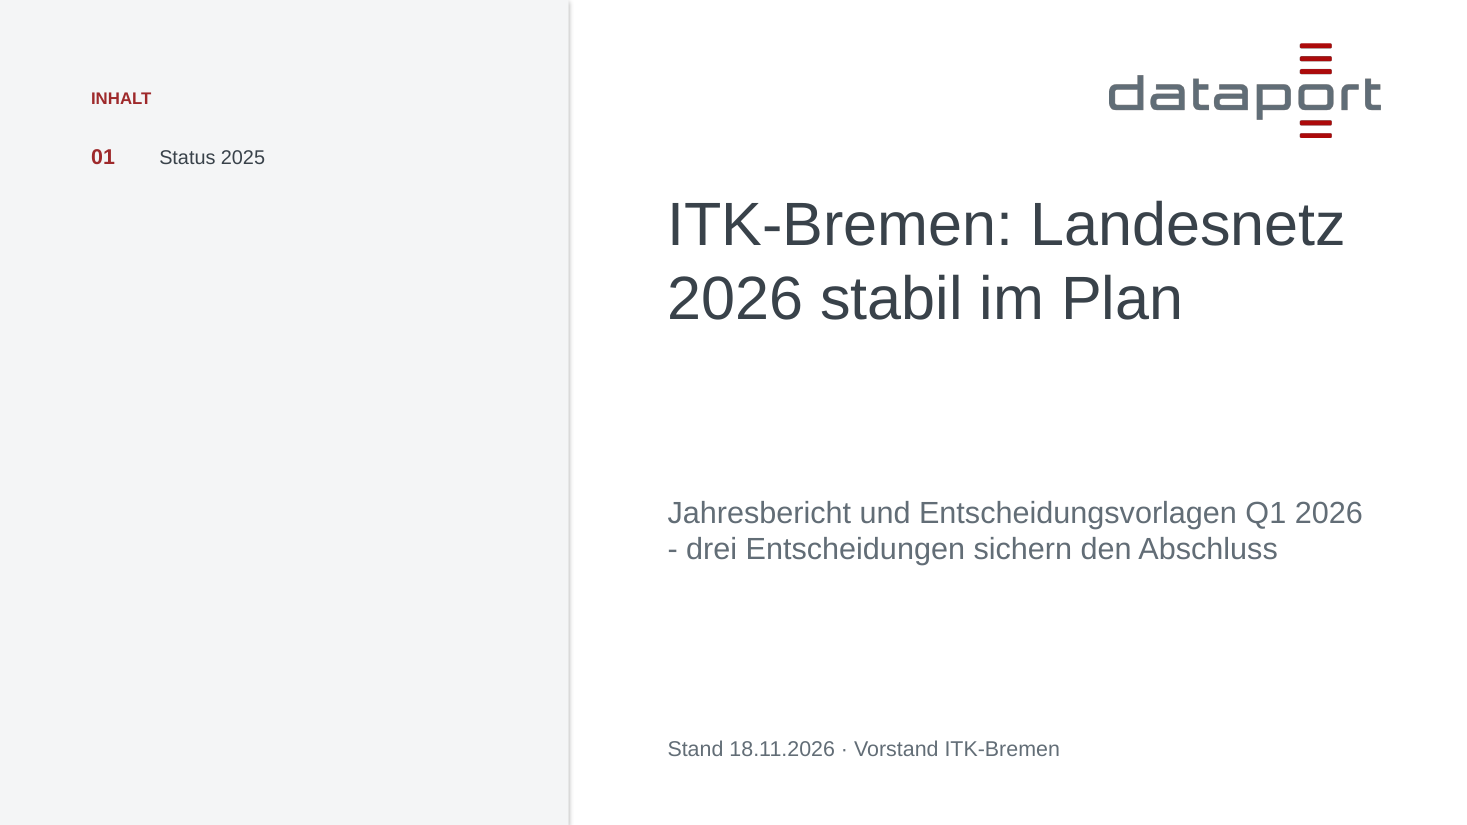 INHALT
01 Status 2025
dataport
ITK-Bremen: Landesnetz
2026 stabil im Plan
Jahresbericht und Entscheidungsvorlagen Q1 2026
- drei Entscheidungen sichern den Abschluss
Stand 18.11.2026 · Vorstand ITK-Bremen